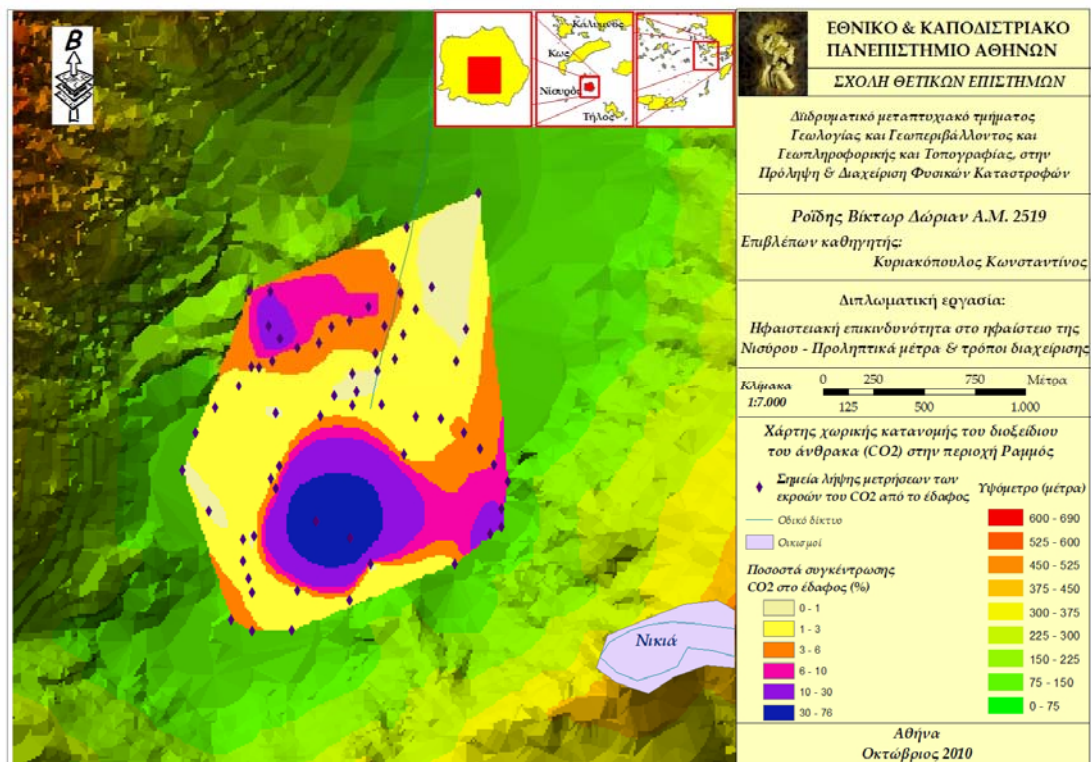 B
Κάλυμνος
Κως
Νίσυρος
Τήλος
Νικιά
ΕΘΝΙΚΟ & ΚΑΠΟΔΙΣΤΡΙΑΚΟ
ΠΑΝΕΠΙΣΤΗΜΙΟ ΑΘΗΝΩΝ
ΣΧΟΛΗ ΘΕΤΙΚΩΝ ΕΠΙΣΤΗΜΩΝ
Διϊδρυματικό μεταπτυχιακό τμήματος
Γεωλογίας και Γεωπεριβάλλοντος και
Γεωπληροφορικής και Τοπογραφίας, στην
Πρόληψη & Διαχείριση Φυσικών Καταστροφών
Ροΐδης Βίκτωρ Δώριαν Α.Μ. 2519
Επιβλέπων καθηγητής:
Κυριακόπουλος Κωνσταντίνος
Διπλωματική εργασία:
Ηφαιστειακή επικινδυνότητα στο ηφαίστειο της
Νισύρου - Προληπτικά μέτρα & τρόποι διαχείρισης
Κλίμακα
1:7.000
0 250 750 Μέτρα
125 500 1.000
Χάρτης χωρικής κατανομής του διοξειδίου
του άνθρακα (CO2) στην περιοχή Ραμμός
Σημεία λήψης μετρήσεων των
εκροών του CO2 από το έδαφος
Οδικό δίκτυο
Οικισμοί
Ποσοστά συγκέντρωσης
CO2 στο έδαφος (%)
0 - 1
1 - 3
3 - 6
6 - 10
10 - 30
30 - 76
Υψόμετρο (μέτρα)
600 - 690
525 - 600
450 - 525
375 - 450
300 - 375
225 - 300
150 - 225
75 - 150
0 - 75
Αθήνα
Οκτώβριος 2010